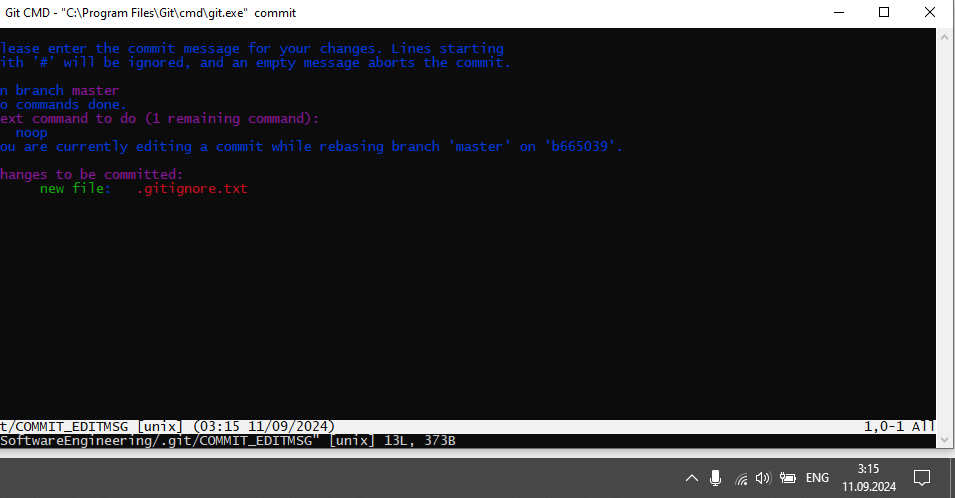 Git CMD - "C:\Program Files\Git\cmd\git.exe" commit
lease enter the commit message for your changes. Lines starting
ith '#' will be ignored, and an empty message aborts the commit.
n branch master
o commands done.
ext command to do (1 remaining command):
noop
ou are currently editing a commit while rebasing branch 'master' on 'b665039'.
hanges to be committed:
new file: .gitignore.txt
t/COMMIT_EDITMSG [unix] (03:15 11/09/2024) 1,0-1 All
SoftwareEngineering/.git/COMMIT_EDITMSG" [unix] 13L, 373B
ENG
3:15
11.09.2024